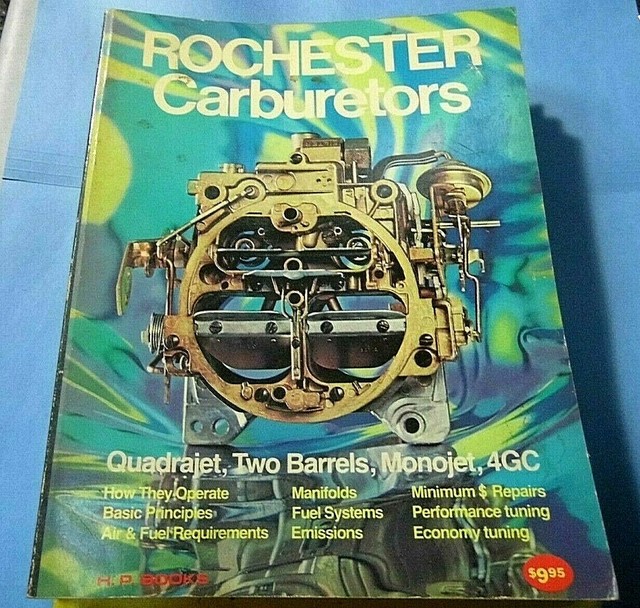 ROCHESTER
Carburetors
Quadrajet, Two Barrels, Monojet, 4GC
How They Operate
Basic Principles
Air & Fuel Requirements
Manifolds
Fuel Systems
Emissions
Minimum $ Repairs
Performance tuning
Economy tuning
H.P. BOOKS
$9.95